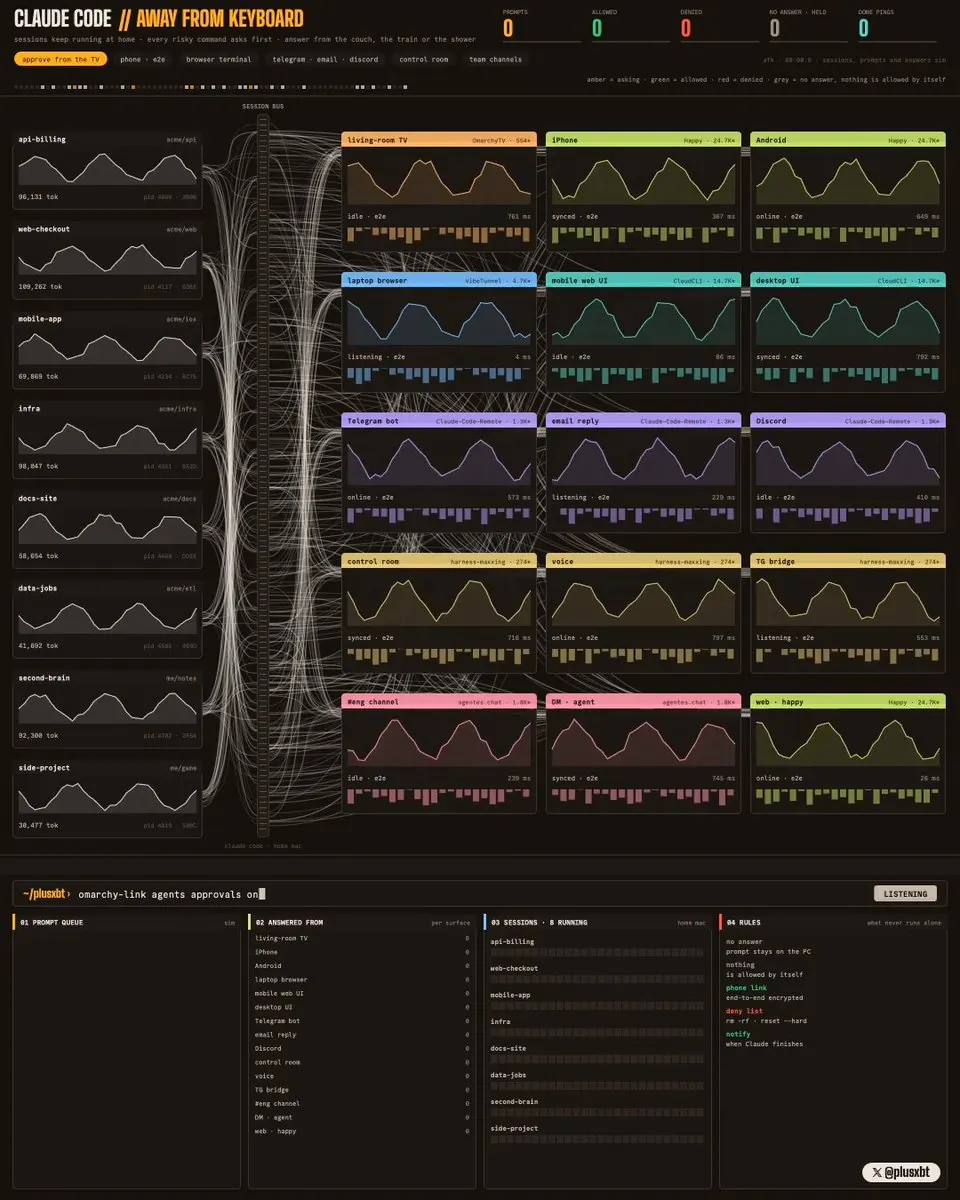 CLAUDE CODE // AWAY FROM KEYBOARD
sessions keep running at home · every risky command asks first · answer from the couch, the train or the shower
PROMPTS
0
ALLOWED
0
DENIED
0
NO ANSWER · HELD
0
DONE PINGS
0
approve from the TV
phone · e2e
browser terminal
telegram · email · discord
control room
team channels
afk · 00:00.0 · sessions, prompts and answers sim
amber = asking · green = allowed · red = denied · grey = no answer, nothing is allowed by itself
SESSION BUS
api-billing acme/api
96,131 tok
web-checkout acme/web
109,262 tok
mobile-app acme/ios
69,869 tok
infra acme/infra
98,847 tok
docs-site acme/docs
58,654 tok
data-jobs acme/etl
41,692 tok
second-brain me/notes
92,300 tok
side-project me/game
30,477 tok
claude code · home mac
living-room TV OmarchyTV · 554★
idle · e2e 761 ms
iPhone Happy · 24.7K★
synced · e2e 367 ms
Android Happy · 24.7K★
online · e2e 649 ms
laptop browser VibeTunnel · 4.7K★
listening · e2e 4 ms
mobile web UI CloudCLI · 14.7K★
idle · e2e 86 ms
desktop UI CloudCLI · 14.7K★
synced · e2e 792 ms
Telegram bot Claude-Code-Remote · 1.3K★
online · e2e 573 ms
email reply Claude-Code-Remote · 1.3K★
listening · e2e 229 ms
Discord Claude-Code-Remote · 1.3K★
idle · e2e 410 ms
control room harness-maxxing · 274★
synced · e2e 716 ms
voice harness-maxxing · 274★
online · e2e 797 ms
TG bridge harness-maxxing · 274★
listening · e2e 553 ms
#eng channel agentes.chat · 1.8K★
idle · e2e 239 ms
DM · agent agentes.chat · 1.8K★
synced · e2e 745 ms
web · happy Happy · 24.7K★
online · e2e 26 ms
~/plusxbt › omarchy-link agents approvals on
LISTENING
01 PROMPT QUEUE sim
02 ANSWERED FROM per surface
living-room TV 0
iPhone 0
Android 0
laptop browser 0
mobile web UI 0
desktop UI 0
Telegram bot 0
email reply 0
Discord 0
control room 0
voice 0
TG bridge 0
#eng channel 0
DM · agent 0
web · happy 0
03 SESSIONS · 8 RUNNING home mac
api-billing
web-checkout
mobile-app
infra
docs-site
data-jobs
second-brain
side-project
04 RULES what never runs alone
no answer
prompt stays on the PC
nothing
is allowed by itself
phone link
end-to-end encrypted
deny list
rm -rf · reset --hard
notify
when Claude finishes
X @plusxbt